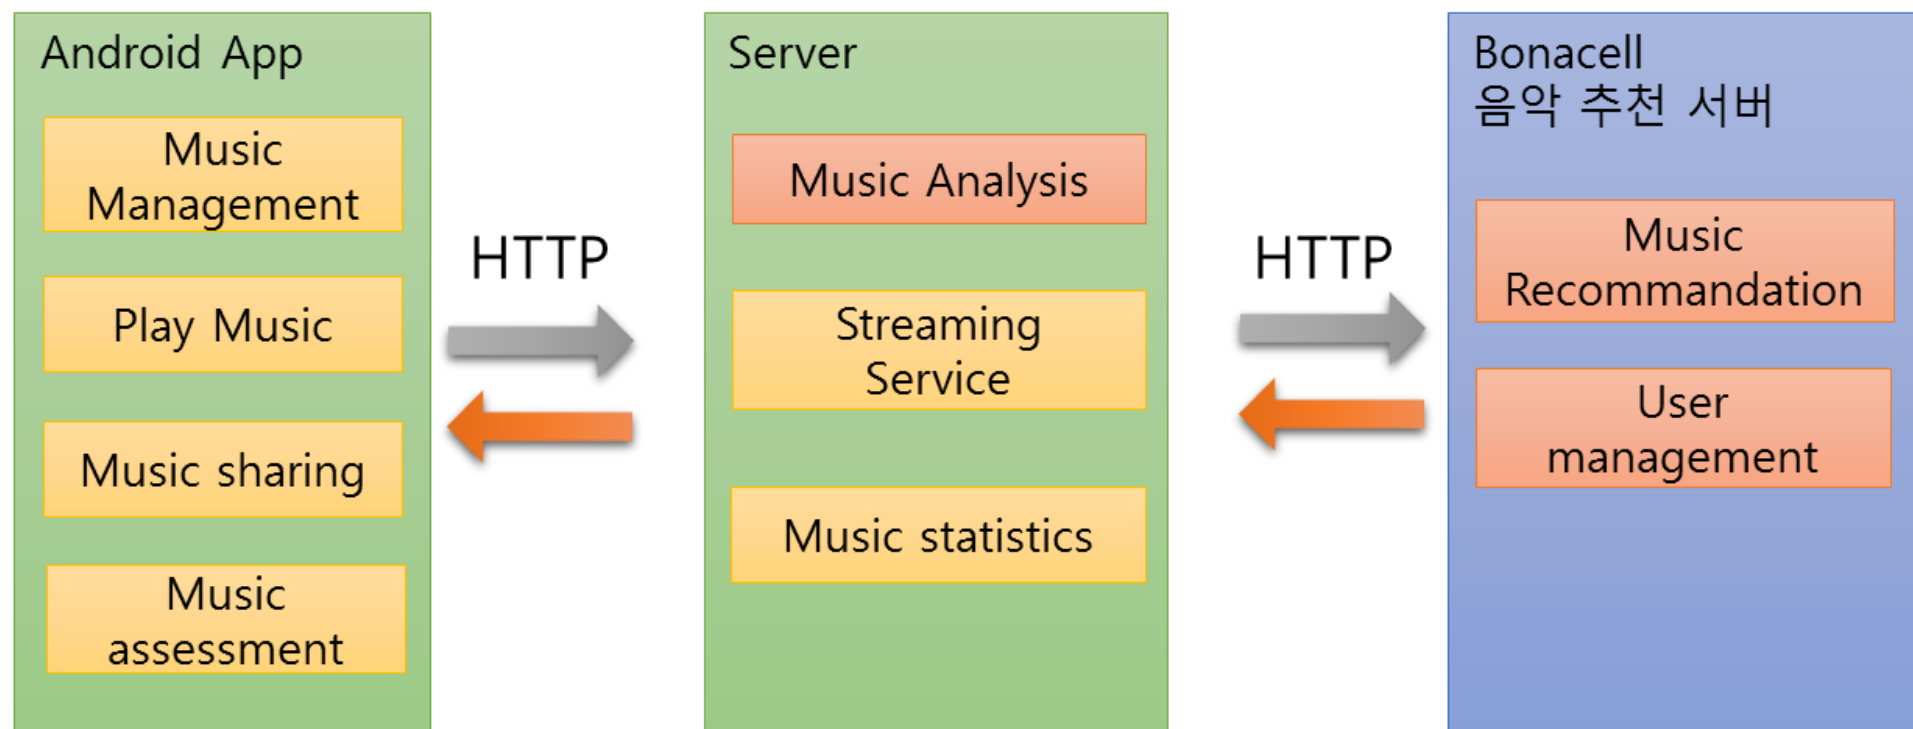 Android App
Music
Management
Play Music
Music sharing
Music
assessment
HTTP
Server
Music Analysis
Streaming
Service
Music statistics
HTTP
Bonacell
음악 추천 서버
Music
Recommandation
User
management